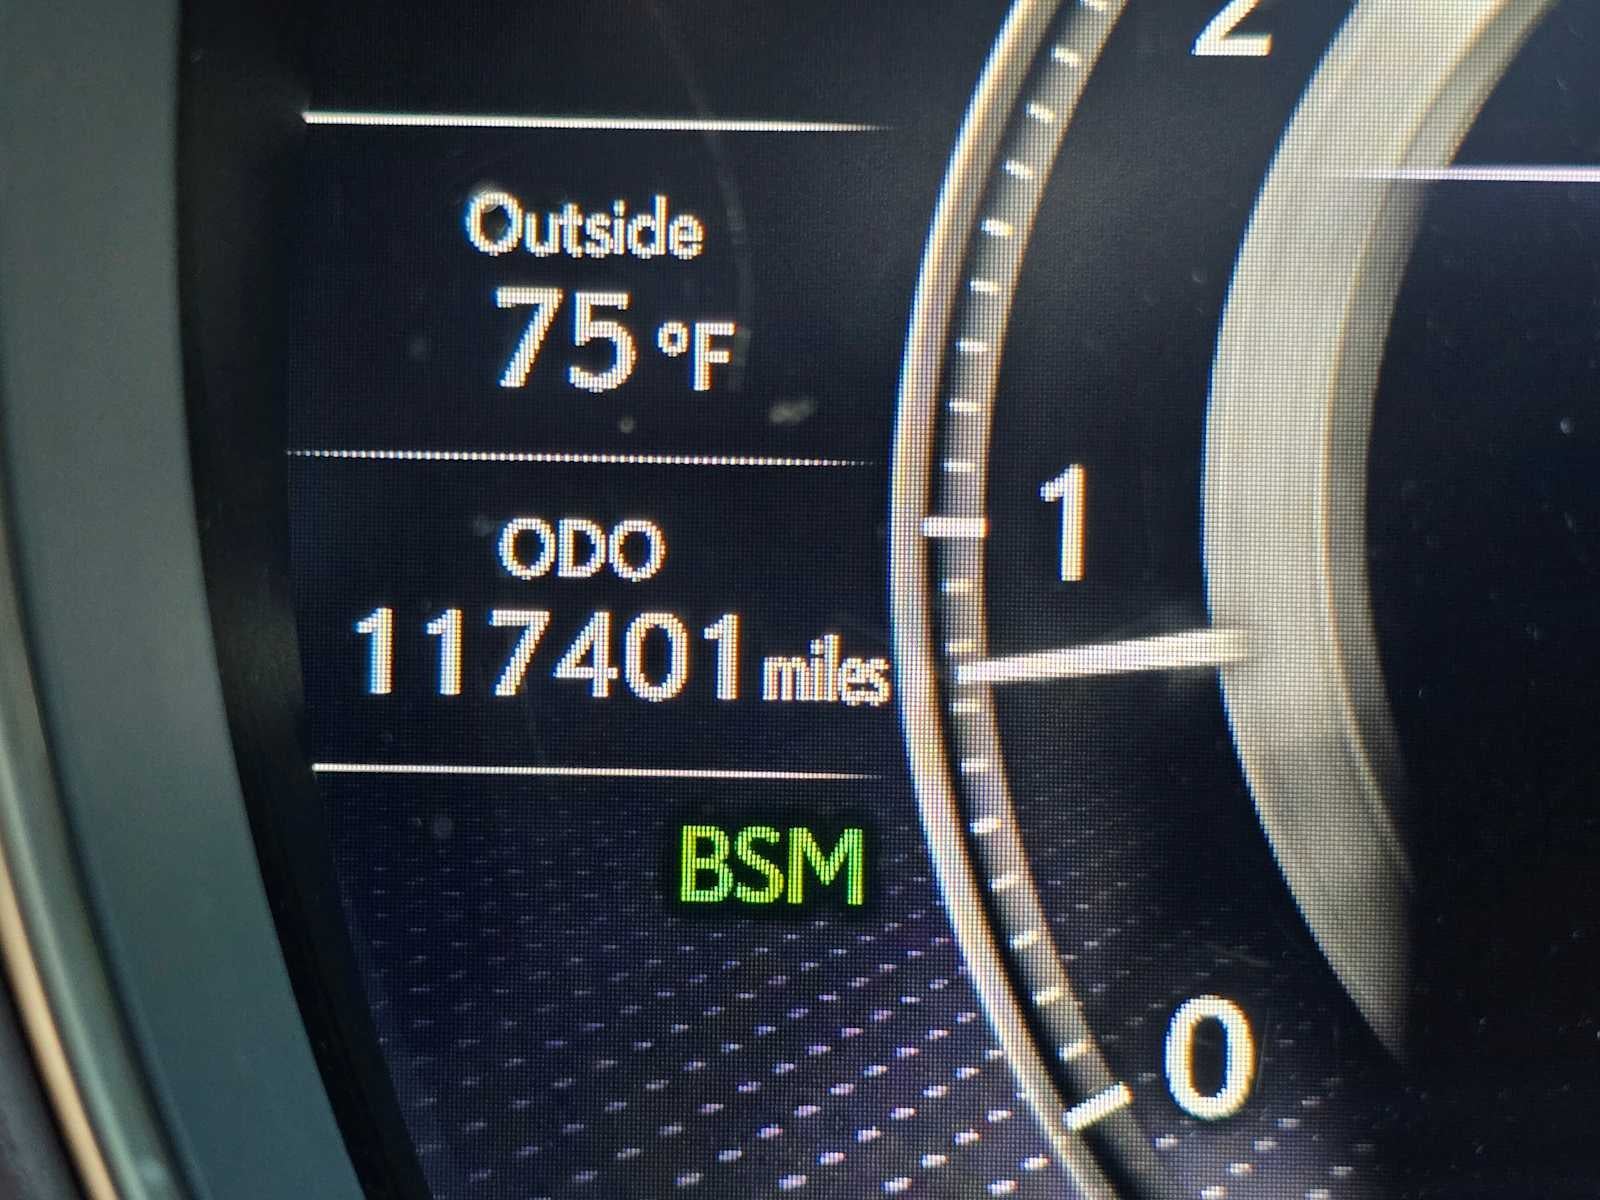 2
Outside
75 °F
1
ODO
117401 miles
BSM
0